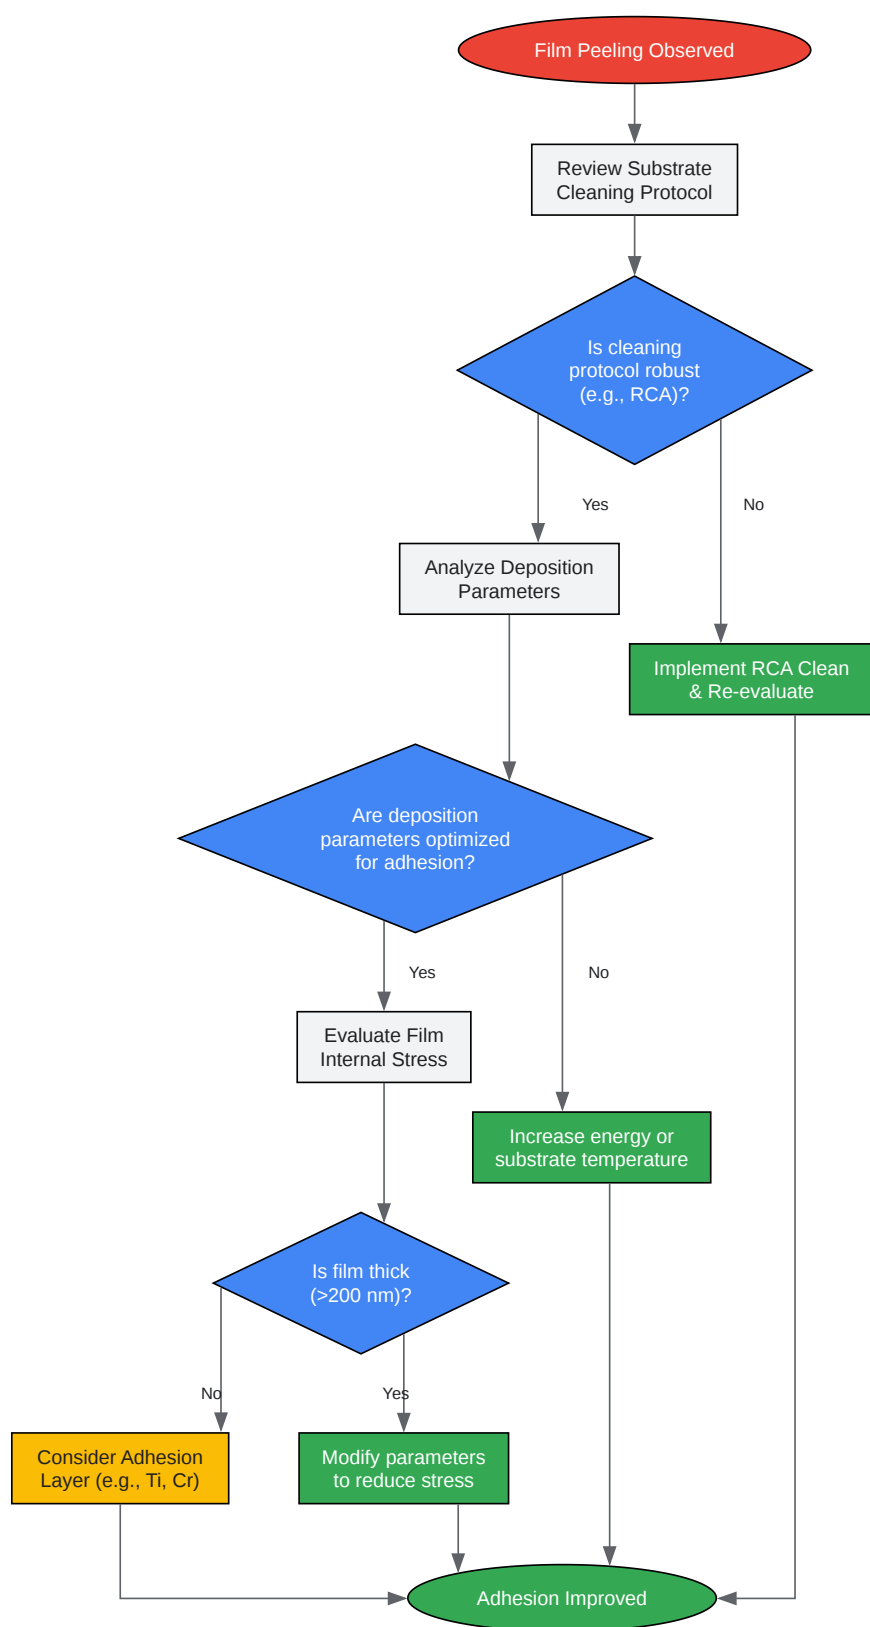 Film Peeling Observed
Review Substrate
Cleaning Protocol
Is cleaning
protocol robust
(e.g., RCA)?
Yes
No
Analyze Deposition
Parameters
Implement RCA Clean
& Re-evaluate
Are deposition
parameters optimized
for adhesion?
Yes
No
Evaluate Film
Internal Stress
Increase energy or
substrate temperature
Is film thick
(>200 nm)?
No
Yes
Consider Adhesion
Layer (e.g., Ti, Cr)
Modify parameters
to reduce stress
Adhesion Improved